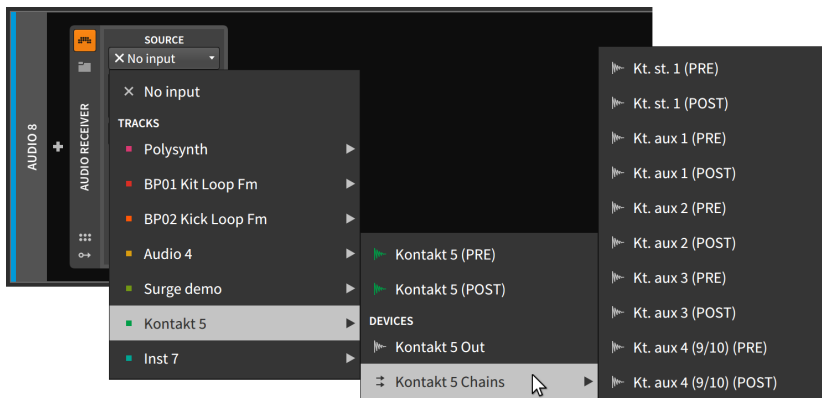 SOURCE
No input
AUDIO 8
AUDIO RECEIVER
No input
TRACKS
Polysynth
BP01 Kit Loop Fm
BP02 Kick Loop Fm
Audio 4
Surge demo
Kontakt 5
Inst 7
Kontakt 5 (PRE)
Kontakt 5 (POST)
DEVICES
Kontakt 5 Out
Kontakt 5 Chains
Kt. st. 1 (PRE)
Kt. st. 1 (POST)
Kt. aux 1 (PRE)
Kt. aux 1 (POST)
Kt. aux 2 (PRE)
Kt. aux 2 (POST)
Kt. aux 3 (PRE)
Kt. aux 3 (POST)
Kt. aux 4 (9/10) (PRE)
Kt. aux 4 (9/10) (POST)